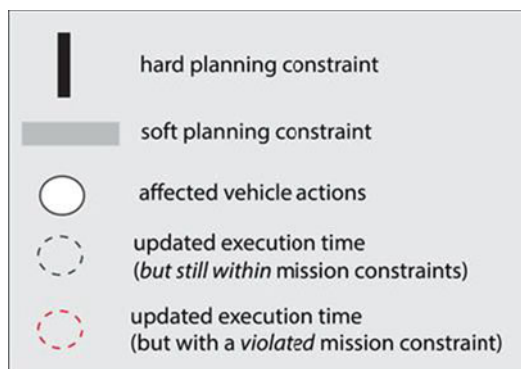 hard planning constraint
soft planning constraint
affected vehicle actions
updated execution time
(but still within mission constraints)
updated execution time
(but with a violated mission constraint)